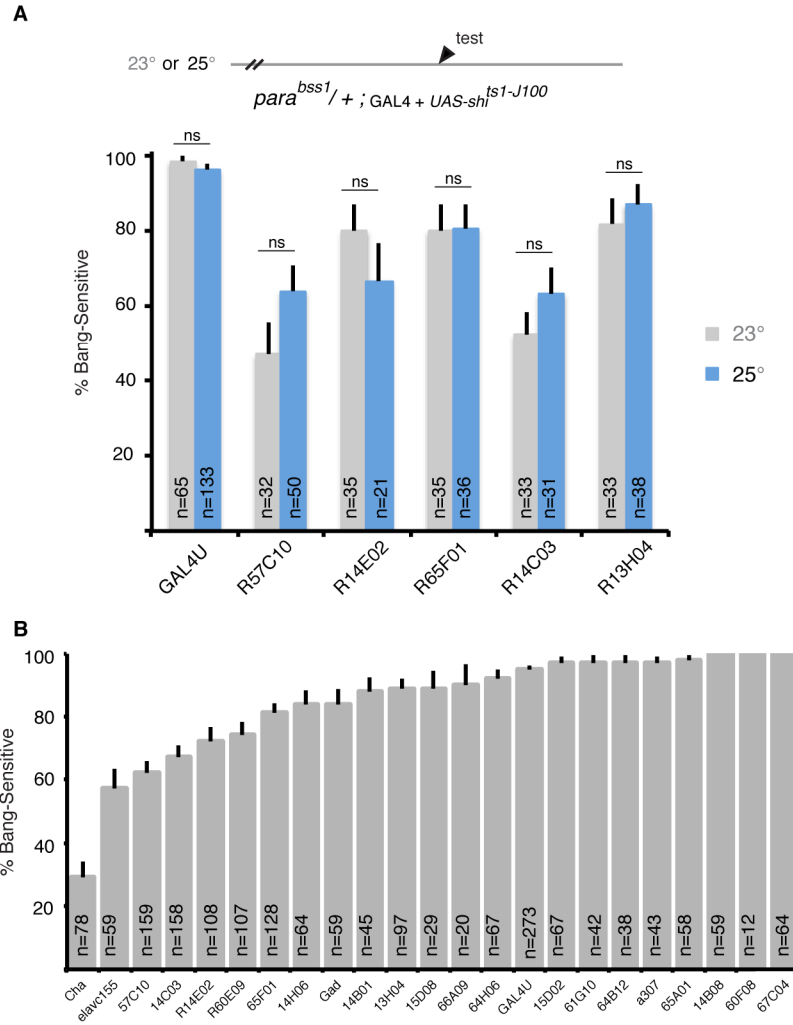 A
test
23° or 25°
para bss1 / + ; GAL4 + UAS-shi ts1-J100
% Bang-Sensitive
100
80
60
40
20
ns
ns
ns
ns
ns
ns
n=65
n=133
n=32
n=50
n=35
n=21
n=35
n=36
n=33
n=31
n=33
n=38
GAL4U
R57C10
R14E02
R65F01
R14C03
R13H04
23°
25°
B
% Bang-Sensitive
100
80
60
40
20
n=78
n=59
n=159
n=158
n=108
n=107
n=128
n=64
n=59
n=45
n=97
n=29
n=20
n=67
n=273
n=67
n=42
n=38
n=43
n=58
n=59
n=12
n=64
Cha
elavc155
57C10
14C03
R14E02
R60E09
65F01
14H06
Gad
14B01
13H04
15D08
66A09
64H06
GAL4U
15D02
61G10
64B12
a307
65A01
14B08
60F08
67C04